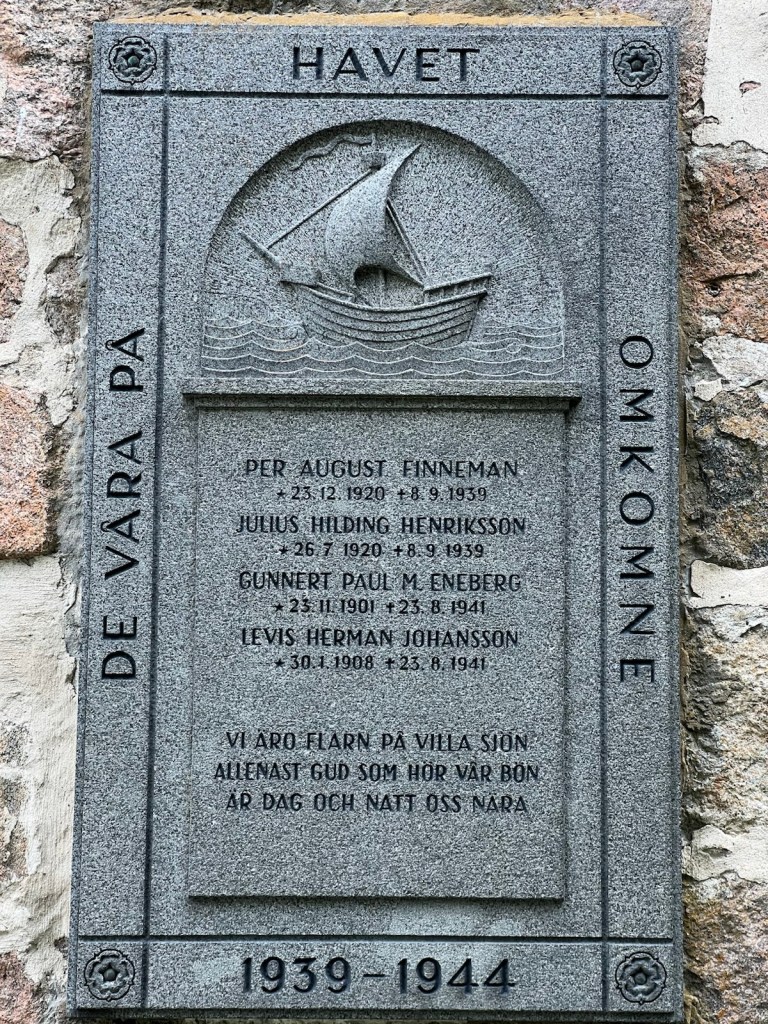 HAVET
DE VÅRA PÅ
OMKOMNE
PER AUGUST FINNEMAN
★23.12.1920 +8.9.1939
JULIUS HILDING HENRIKSSON
★26.7 1920 +8.9 1939
GUNNERT PAUL M. ENEBERG
★23.11.1901 +23.8.1941
LEVIS HERMAN JOHANSSON
★30.1.1908 +23.8.1941
VI ÄRO FLARN PÅ VILLA SJÖN
ALLENAST GUD SOM HÖR VÅR BÖN
ÄR DAG OCH NATT OSS NÄRA
1939–1944